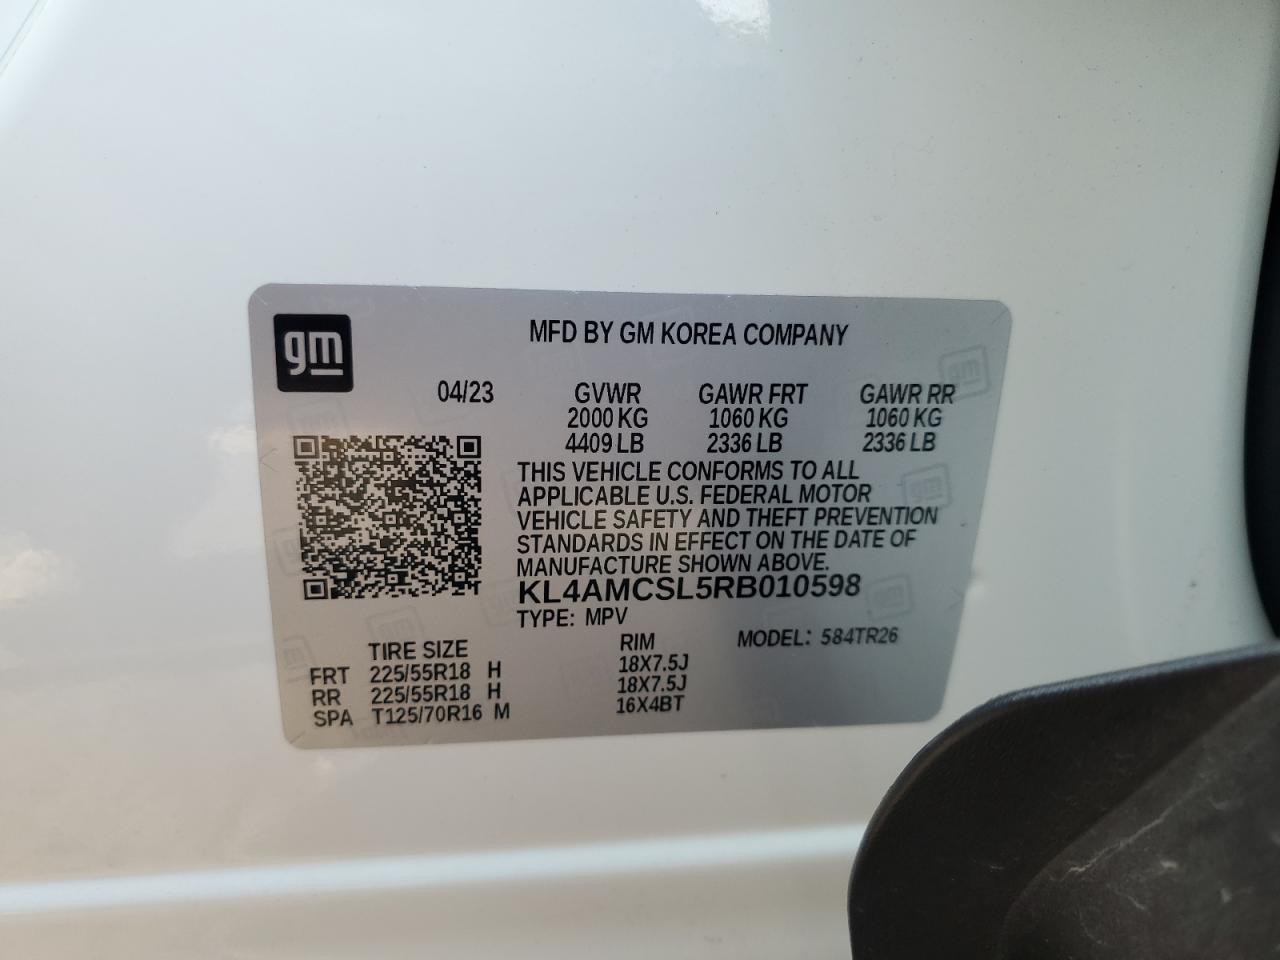 gm
MFD BY GM KOREA COMPANY
04/23 GVWR GAWR FRT GAWR RR
2000 KG 1060 KG 1060 KG
4409 LB 2336 LB 2336 LB
THIS VEHICLE CONFORMS TO ALL
APPLICABLE U.S. FEDERAL MOTOR
VEHICLE SAFETY AND THEFT PREVENTION
STANDARDS IN EFFECT ON THE DATE OF
MANUFACTURE SHOWN ABOVE.
KL4AMCSL5RB010598
TYPE: MPV
TIRE SIZE RIM MODEL: 584TR26
FRT 225/55R18 H 18X7.5J
RR 225/55R18 H 18X7.5J
SPA T125/70R16 M 16X4BT